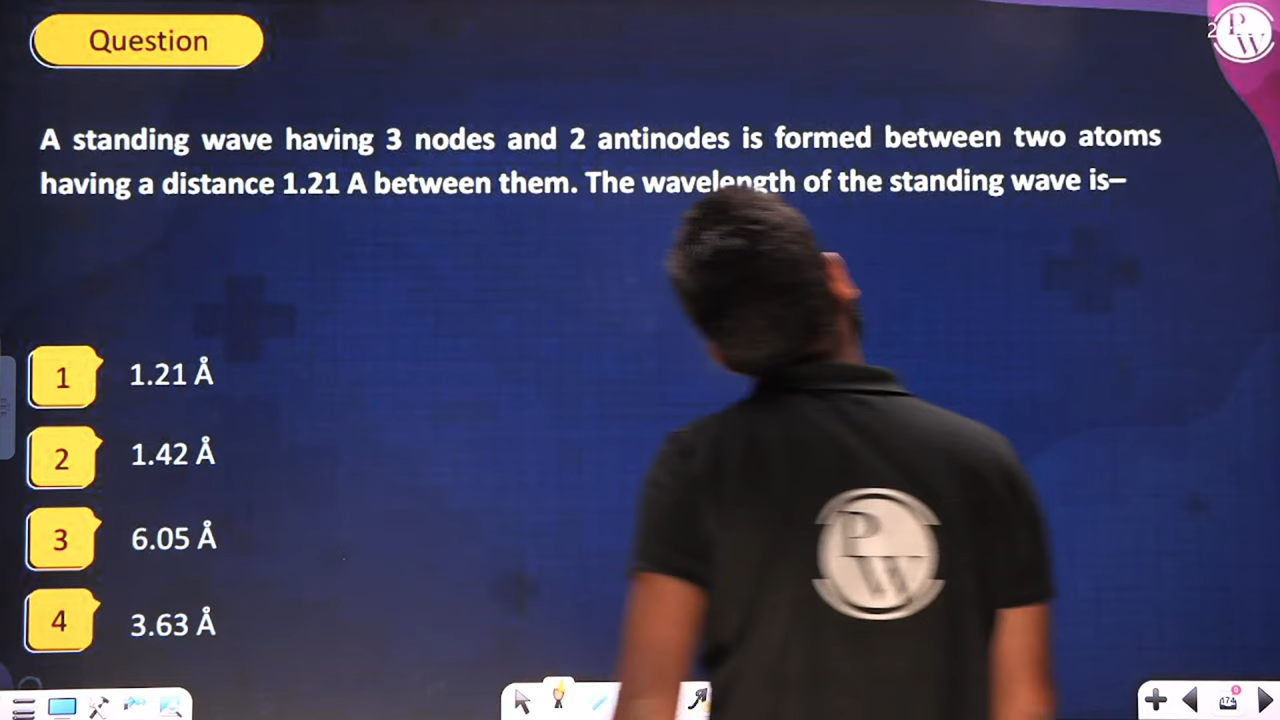 Question
A standing wave having 3 nodes and 2 antinodes is formed between two atoms
having a distance 1.21 A between them. The wavelength of the standing wave is–
1 1.21 Å
2 1.42 Å
3 6.05 Å
4 3.63 Å
P
W
P
W
174